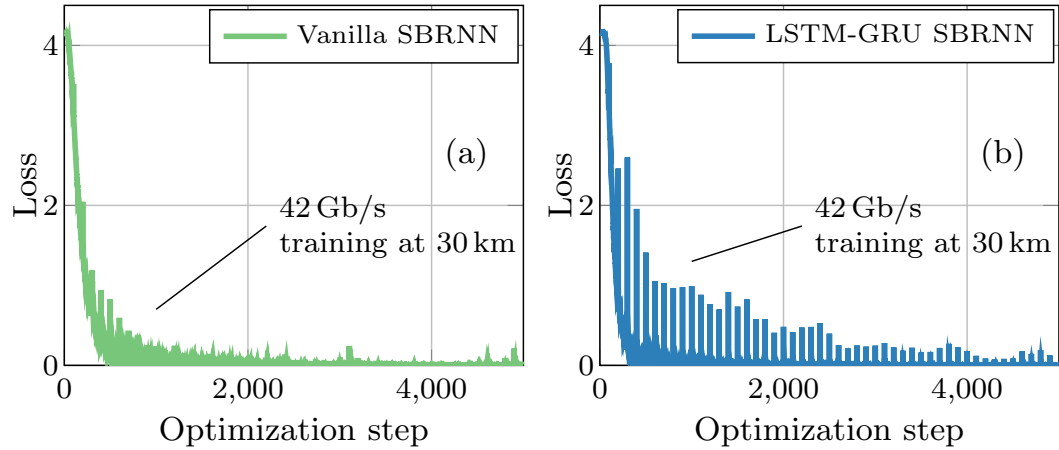 Vanilla SBRNN
4
Loss
(a)
2
42 Gb/s
training at 30 km
0
0
2,000
4,000
Optimization step
LSTM-GRU SBRNN
4
Loss
(b)
2
42 Gb/s
training at 30 km
0
0
2,000
4,000
Optimization step